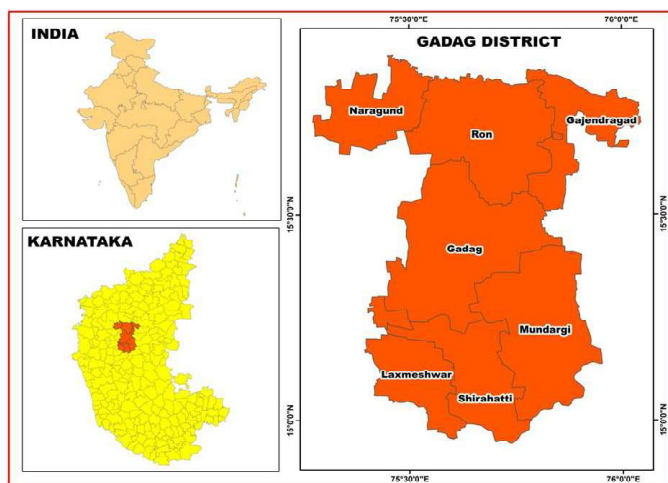 INDIA
KARNATAKA
75°30'0"E
76°0'0"E
GADAG DISTRICT
Naragund
Ron
Gajendragad
15°30'0"N
15°30'0"N
Gadag
Mundargi
Laxmeshwar
Shirahatti
15°0'0"N
15°0'0"N
75°30'0"E
76°0'0"E